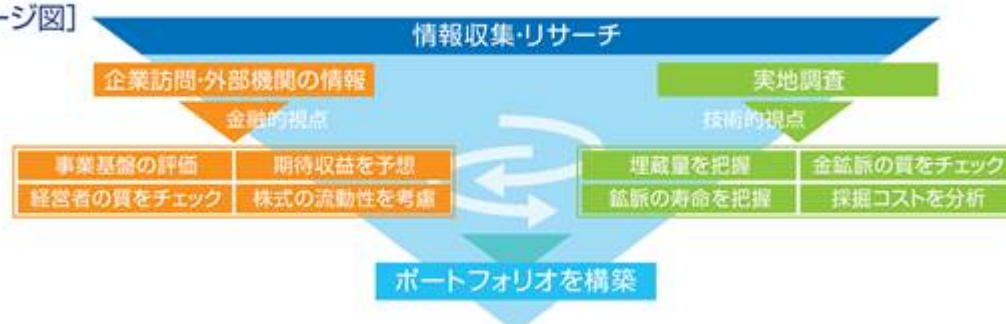 ージ図]
情報収集・リサーチ
企業訪問・外部機関の情報
実地調査
金融的視点
技術的視点
事業基盤の評価
期待収益を予想
経営者の質をチェック
株式の流動性を考慮
埋蔵量を把握
金鉱脈の質をチェック
鉱脈の寿命を把握
採掘コストを分析
ポートフォリオを構築